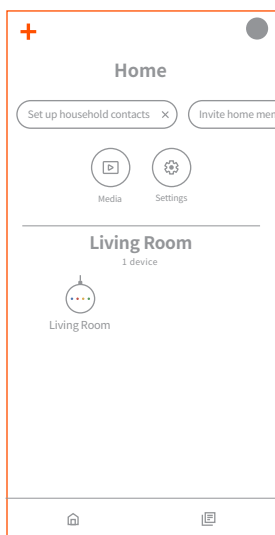 Home
Set up household contacts × Invite home mem
Media Settings
Living Room
1 device
Living Room